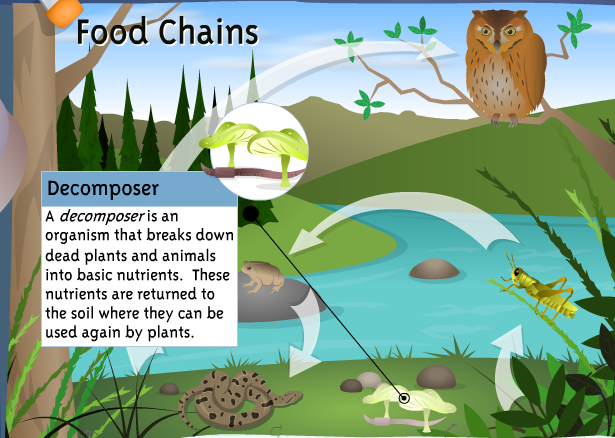 Food Chains
Decomposer
A decomposer is an
organism that breaks down
dead plants and animals
into basic nutrients. These
nutrients are returned to
the soil where they can be
used again by plants.